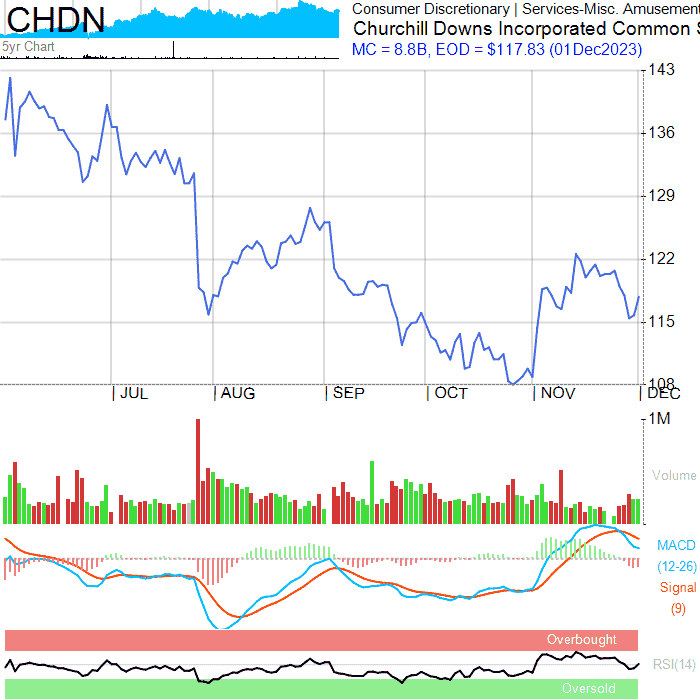 CHDN
Consumer Discretionary | Services-Misc. Amusement
Churchill Downs Incorporated Common S
MC = 8.8B, EOD = $117.83 (01Dec2023)
5yr Chart
143
136
129
122
115
108
| JUL | AUG | SEP | OCT | NOV | DEC
1M
Volume
MACD
(12-26)
Signal
(9)
Overbought
RSI(14)
Oversold